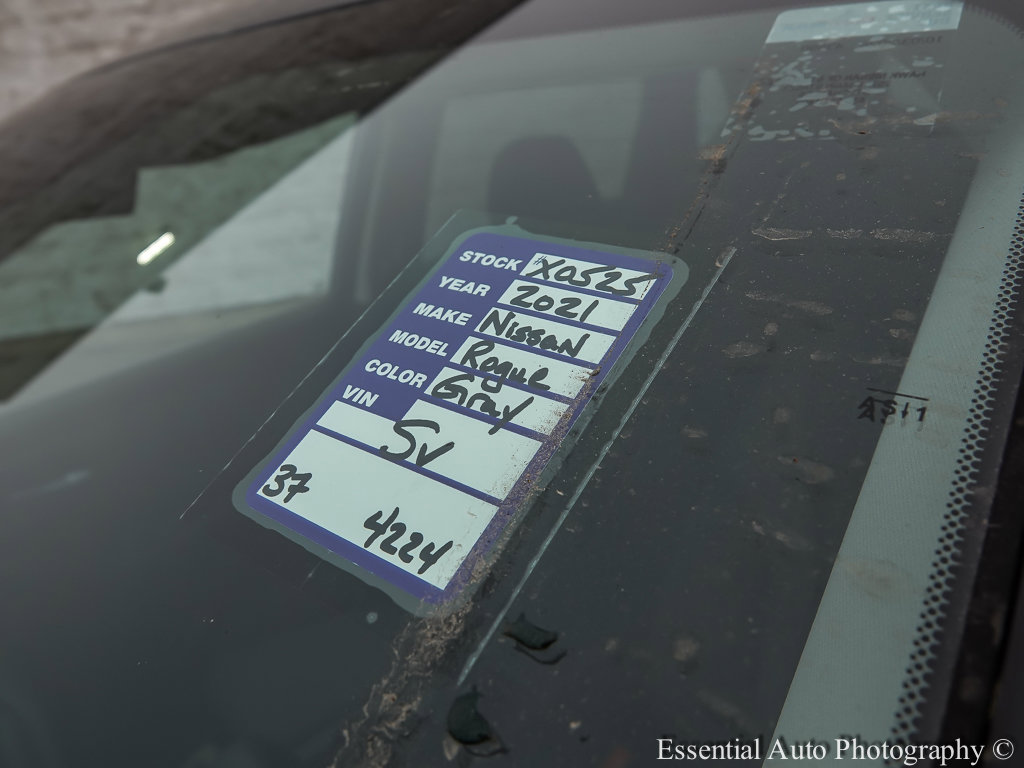 STOCK X0525
YEAR 2021
MAKE Nissan
MODEL Rogue
COLOR Gray
VIN
SV
37
4224
AS11
Essential Auto Photography ©